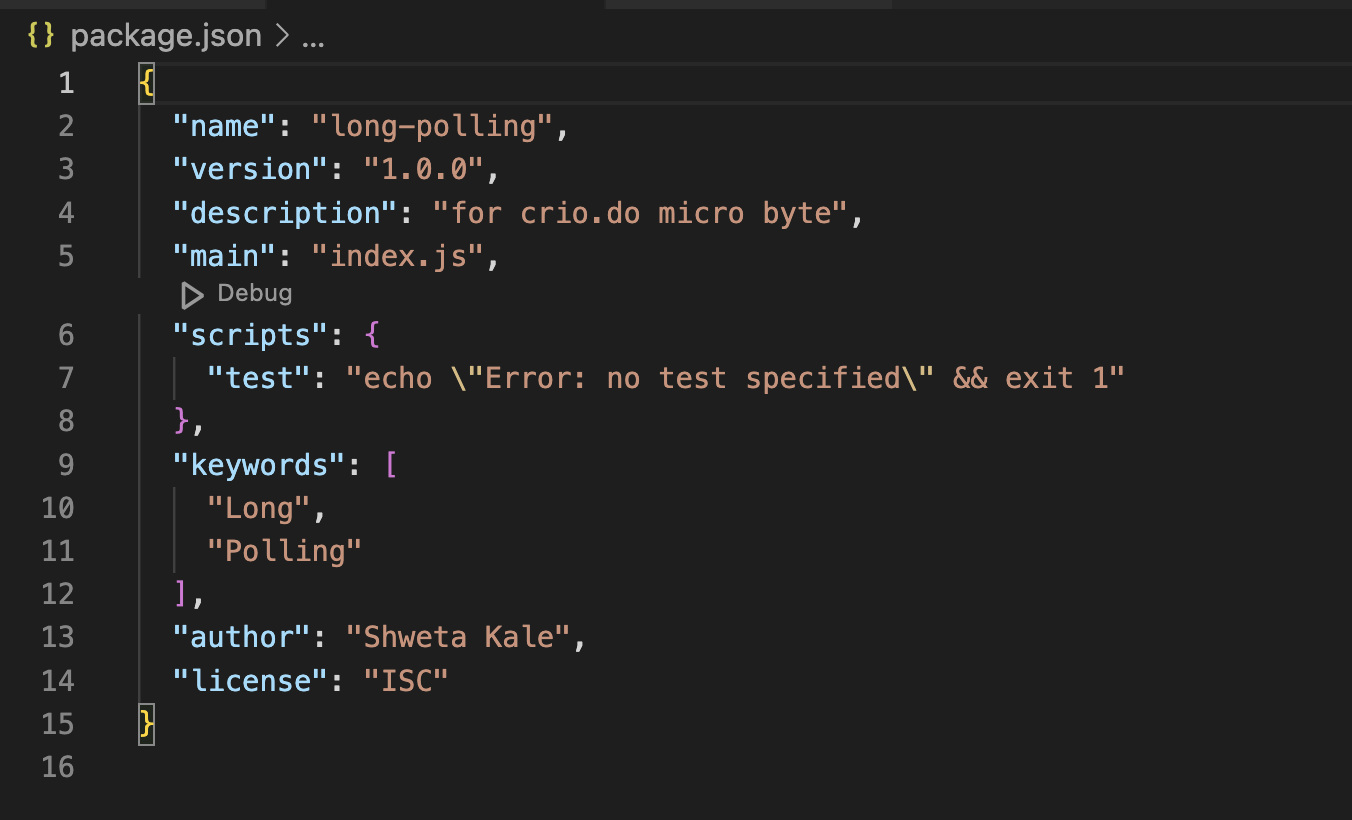 {} package.json > ...
1 {
2 "name": "long-polling",
3 "version": "1.0.0",
4 "description": "for crio.do micro byte",
5 "main": "index.js",
Debug
6 "scripts": {
7 "test": "echo \"Error: no test specified\" && exit 1"
8 },
9 "keywords": [
10 "Long",
11 "Polling"
12 ],
13 "author": "Shweta Kale",
14 "license": "ISC"
15 }
16